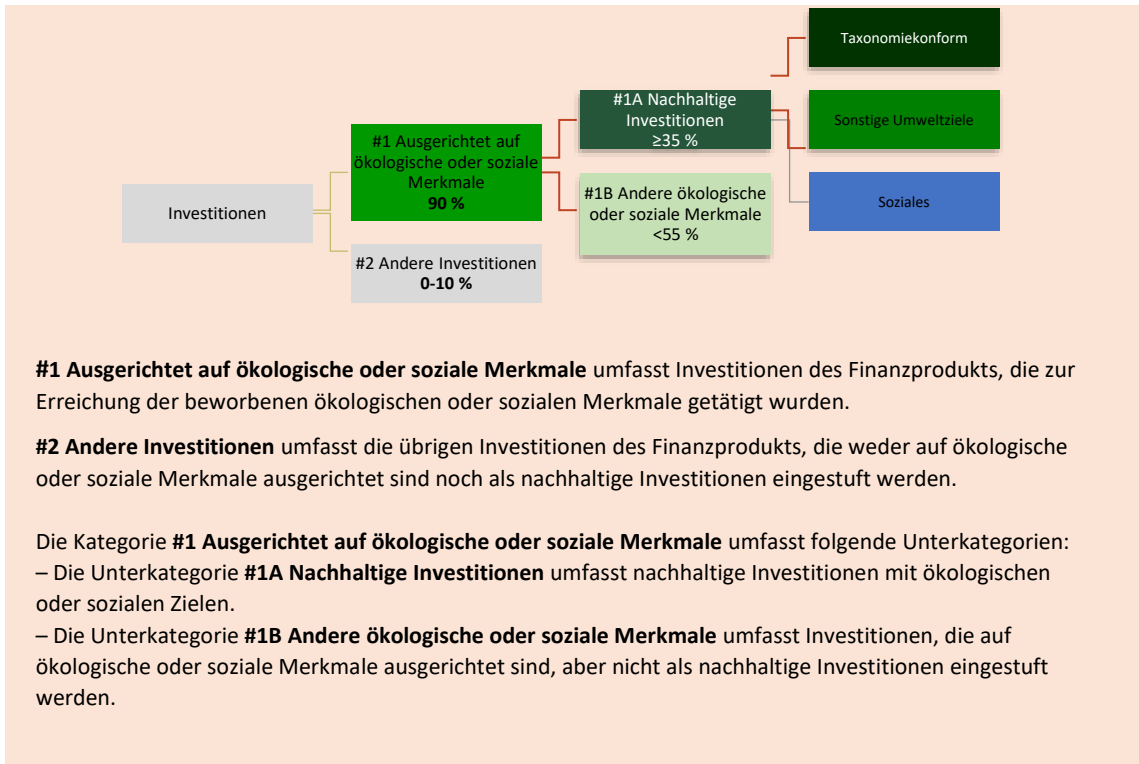 Taxonomiekonform
#1A Nachhaltige
Investitionen
≥35 %
Sonstige Umweltziele
#1 Ausgerichtet auf
ökologische oder soziale
Merkmale
90 %
#1B Andere ökologische
oder soziale Merkmale
<55 %
Soziales
Investitionen
#2 Andere Investitionen
0-10 %
#1 Ausgerichtet auf ökologische oder soziale Merkmale umfasst Investitionen des Finanzprodukts, die zur
Erreichung der beworbenen ökologischen oder sozialen Merkmale getätigt wurden.
#2 Andere Investitionen umfasst die übrigen Investitionen des Finanzprodukts, die weder auf ökologische
oder soziale Merkmale ausgerichtet sind noch als nachhaltige Investitionen eingestuft werden.
Die Kategorie #1 Ausgerichtet auf ökologische oder soziale Merkmale umfasst folgende Unterkategorien:
– Die Unterkategorie #1A Nachhaltige Investitionen umfasst nachhaltige Investitionen mit ökologischen
oder sozialen Zielen.
– Die Unterkategorie #1B Andere ökologische oder soziale Merkmale umfasst Investitionen, die auf
ökologische oder soziale Merkmale ausgerichtet sind, aber nicht als nachhaltige Investitionen eingestuft
werden.